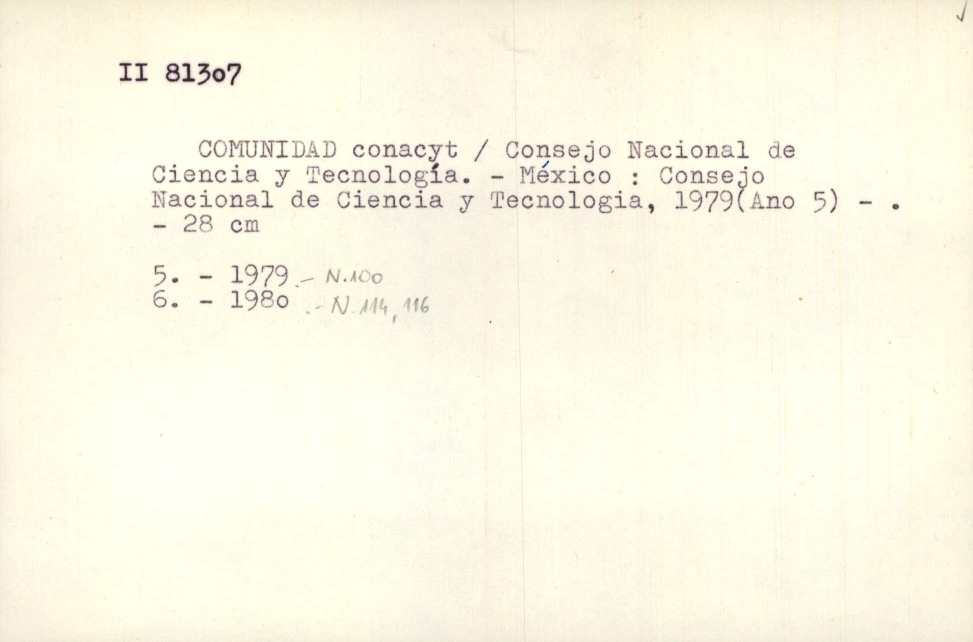 II 81307
COMUNIDAD conacyt / Consejo Nacional de
Ciencia y Tecnología. - México : Consejo
Nacional de Ciencia y Tecnologia, 1979(Ano 5) - .
- 28 cm
5. - 1979 .- N.100
6. - 1980 .- N.114, 116